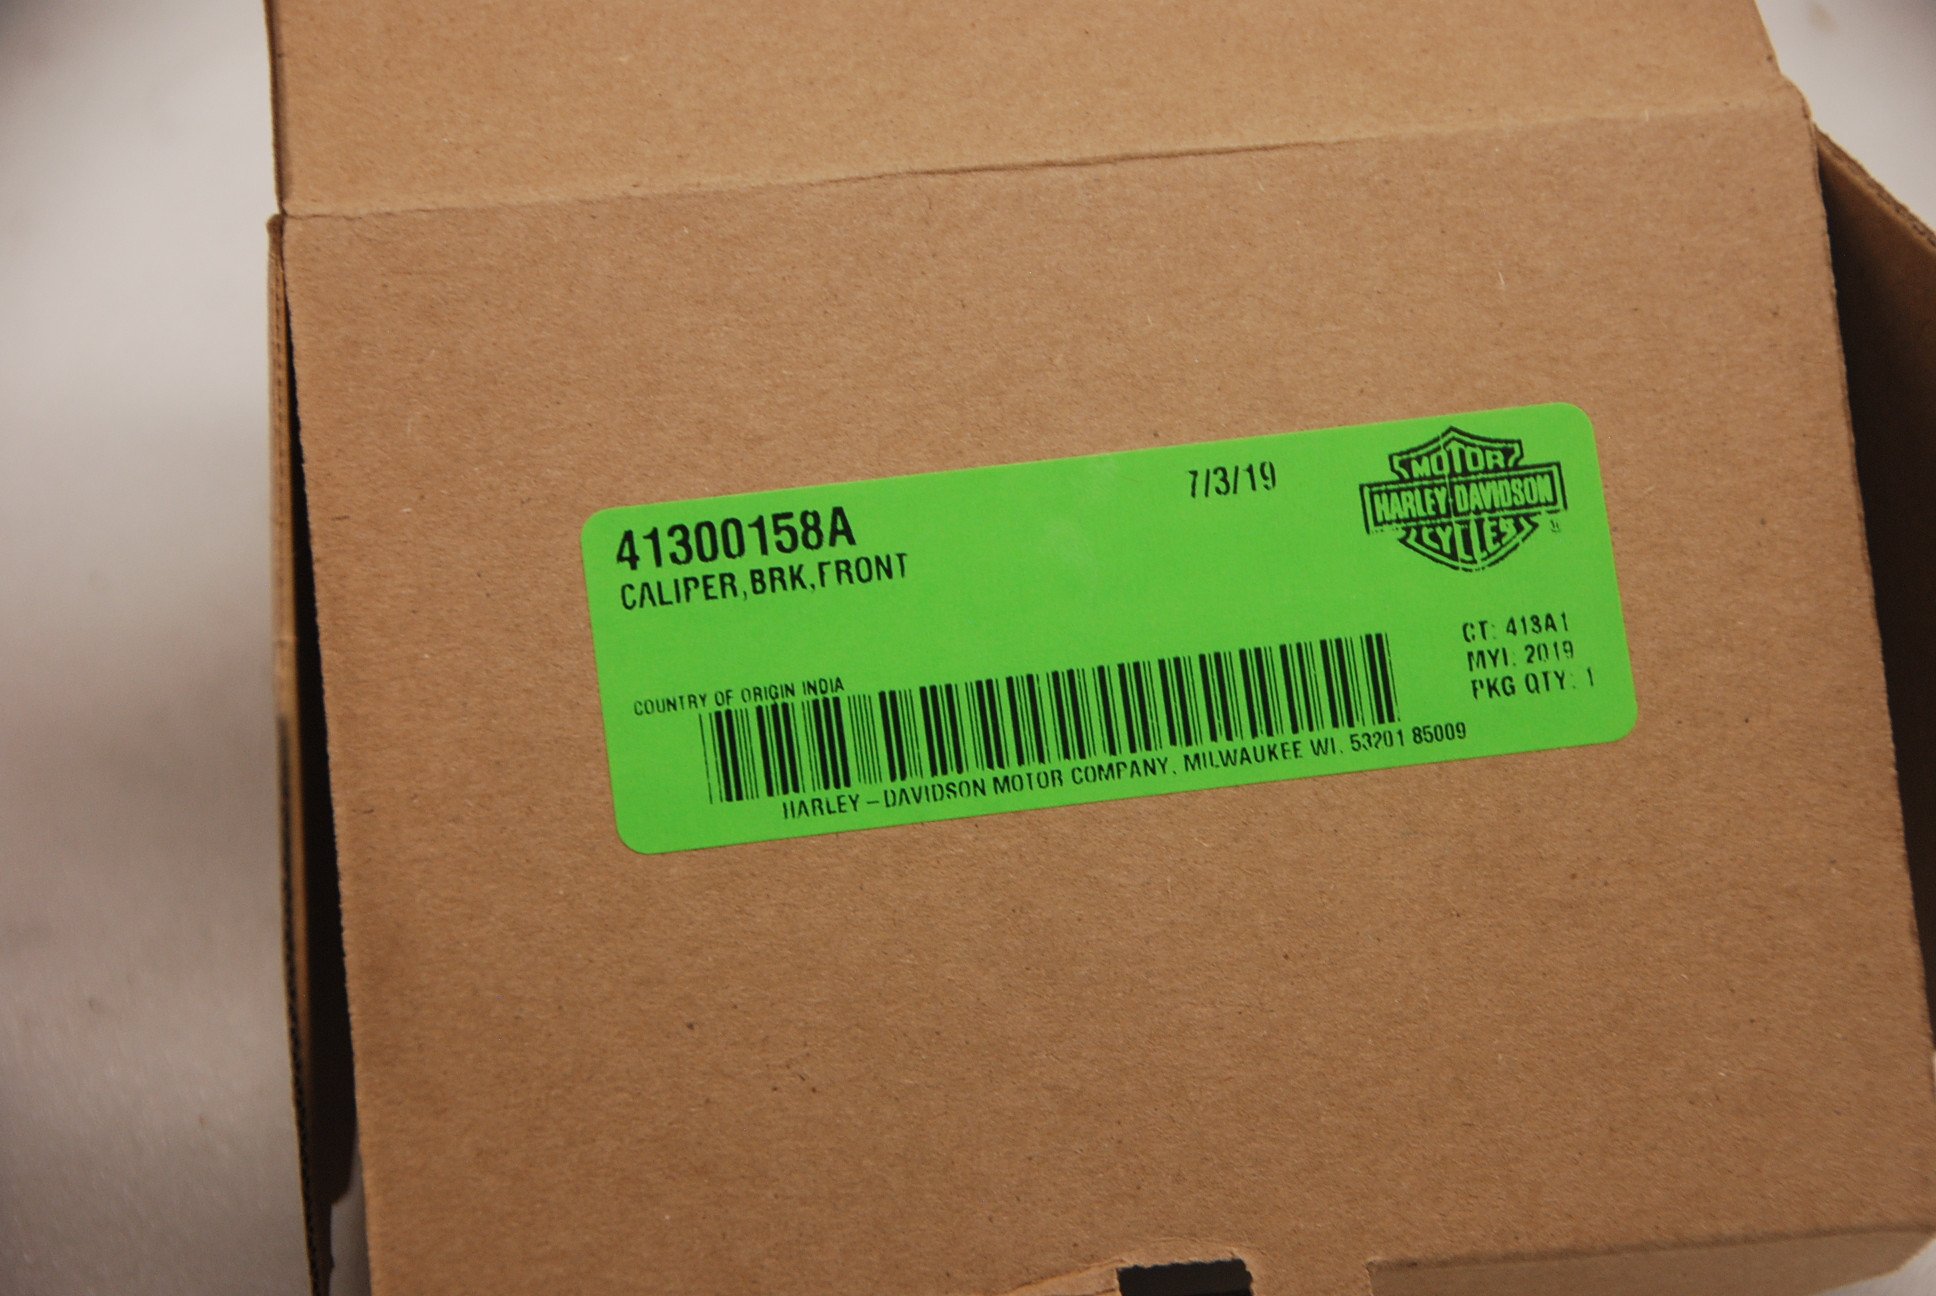 7/3/19
MOTOR
HARLEY-DAVIDSON
CYCLES
41300158A
CALIPER,BRK,FRONT
CT: 413A1
MYI: 2019
PKG QTY: 1
COUNTRY OF ORIGIN INDIA
HARLEY-DAVIDSON MOTOR COMPANY, MILWAUKEE WI. 53201 85009